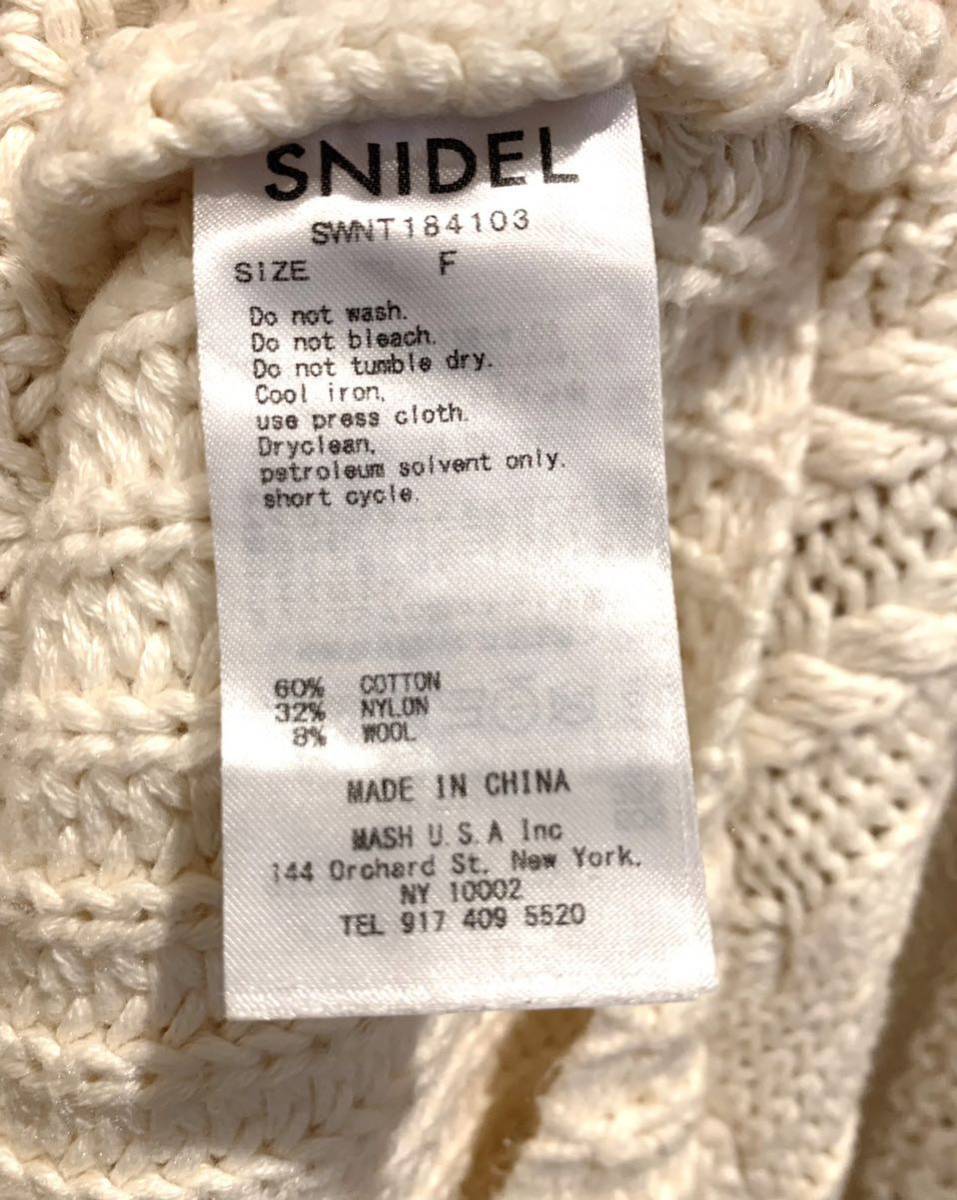 SNIDEL
SWNT184103
SIZE F
Do not wash.
Do not bleach.
Do not tumble dry.
Cool iron,
use press cloth.
Dryclean,
petroleum solvent only.
short cycle.
60% COTTON
32% NYLON
8% WOOL
MADE IN CHINA
MASH U.S.A Inc
144 Orchard St. New York.
NY 10002
TEL 917 409 5520